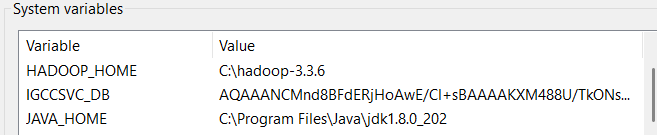 System variables
Variable Value
HADOOP_HOME C:\hadoop-3.3.6
IGCCSVC_DB AQAAANCMnd8BFdERjHoAwE/Cl+sBAAAAKXM488U/TkONs...
JAVA_HOME C:\Program Files\Java\jdk1.8.0_202